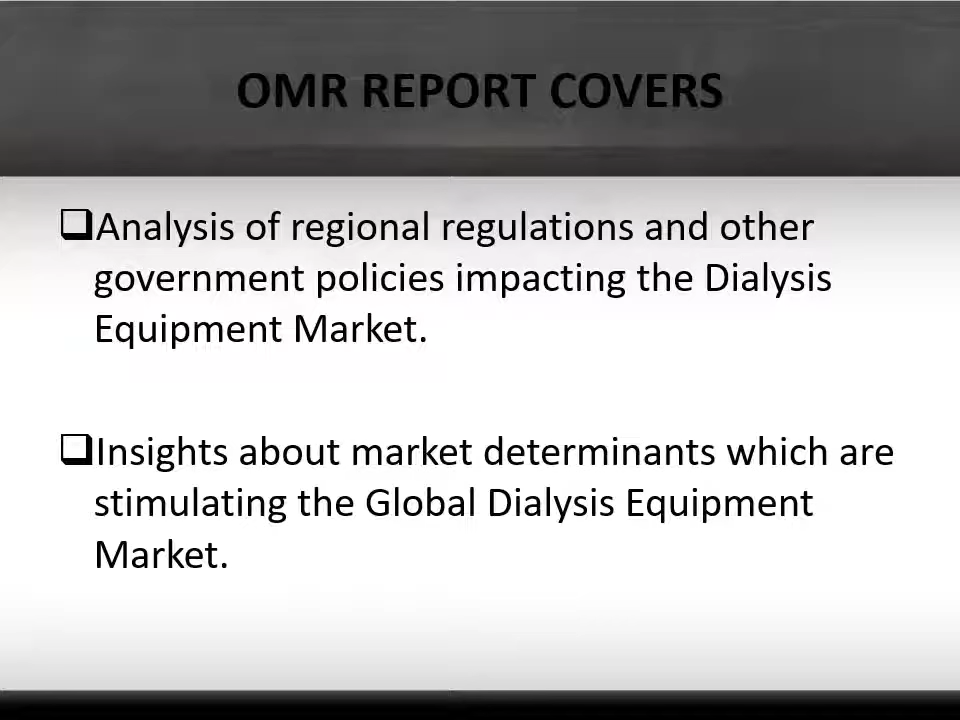 OMR REPORT COVERS
❑Analysis of regional regulations and other
government policies impacting the Dialysis
Equipment Market.
❑Insights about market determinants which are
stimulating the Global Dialysis Equipment
Market.